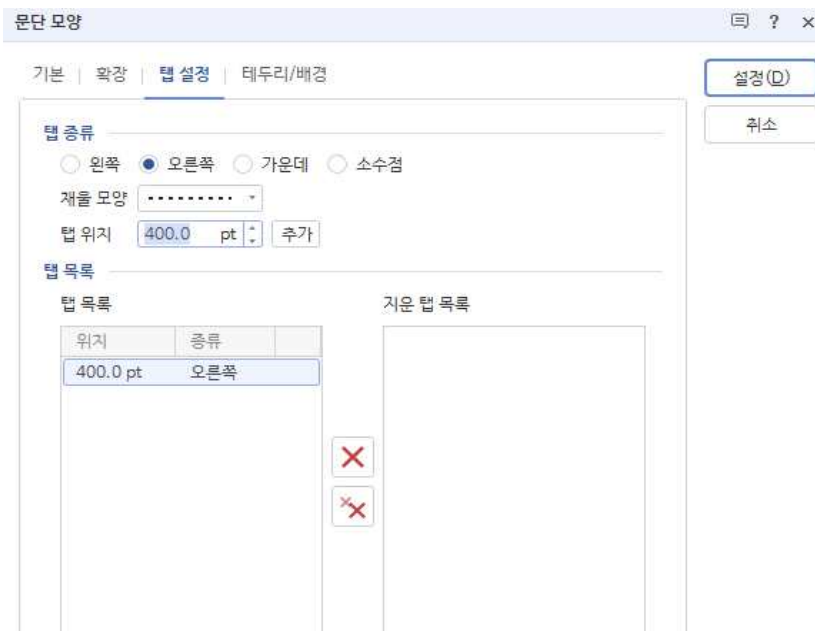 문단 모양 ? ×
기본 확장 탭 설정 테두리/배경
설정(D)
취소
탭 종류
왼쪽 오른쪽 가운데 소수점
채울 모양
탭 위치 400.0 pt 추가
탭 목록
탭 목록 지운 탭 목록
위치 종류
400.0 pt 오른쪽